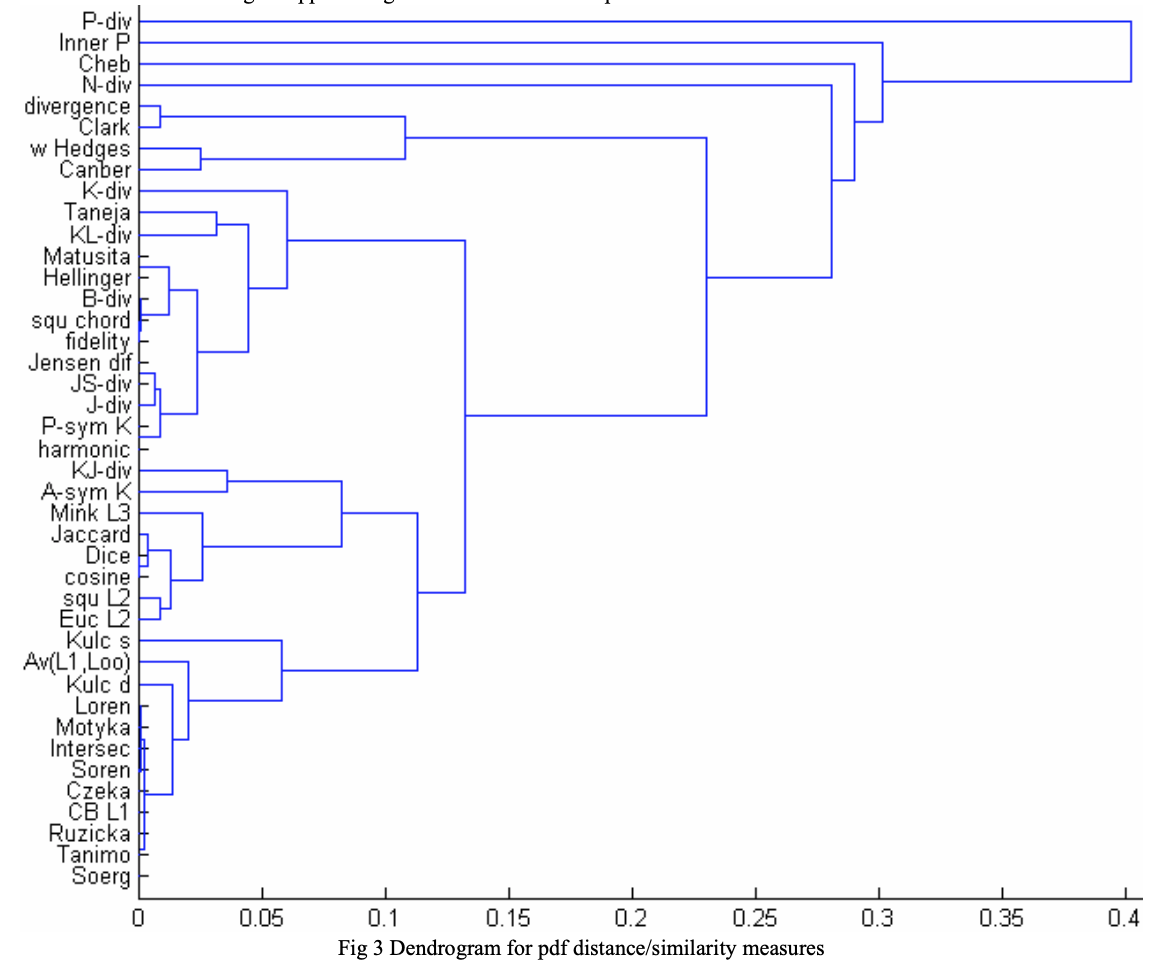 P-div
Inner P
Cheb
N-div
divergence
Clark
w Hedges
Canber
K-div
Taneja
KL-div
Matusita
Hellinger
B-div
squ chord
fidelity
Jensen dif
JS-div
J-div
P-sym K
harmonic
KJ-div
A-sym K
Mink L3
Jaccard
Dice
cosine
squ L2
Euc L2
Kulc s
Av(L1,Loo)
Kulc d
Loren
Motyka
Intersec
Soren
Czeka
CB L1
Ruzicka
Tanimo
Soerg
0 0.05 0.1 0.15 0.2 0.25 0.3 0.35 0.4
Fig 3 Dendrogram for pdf distance/similarity measures